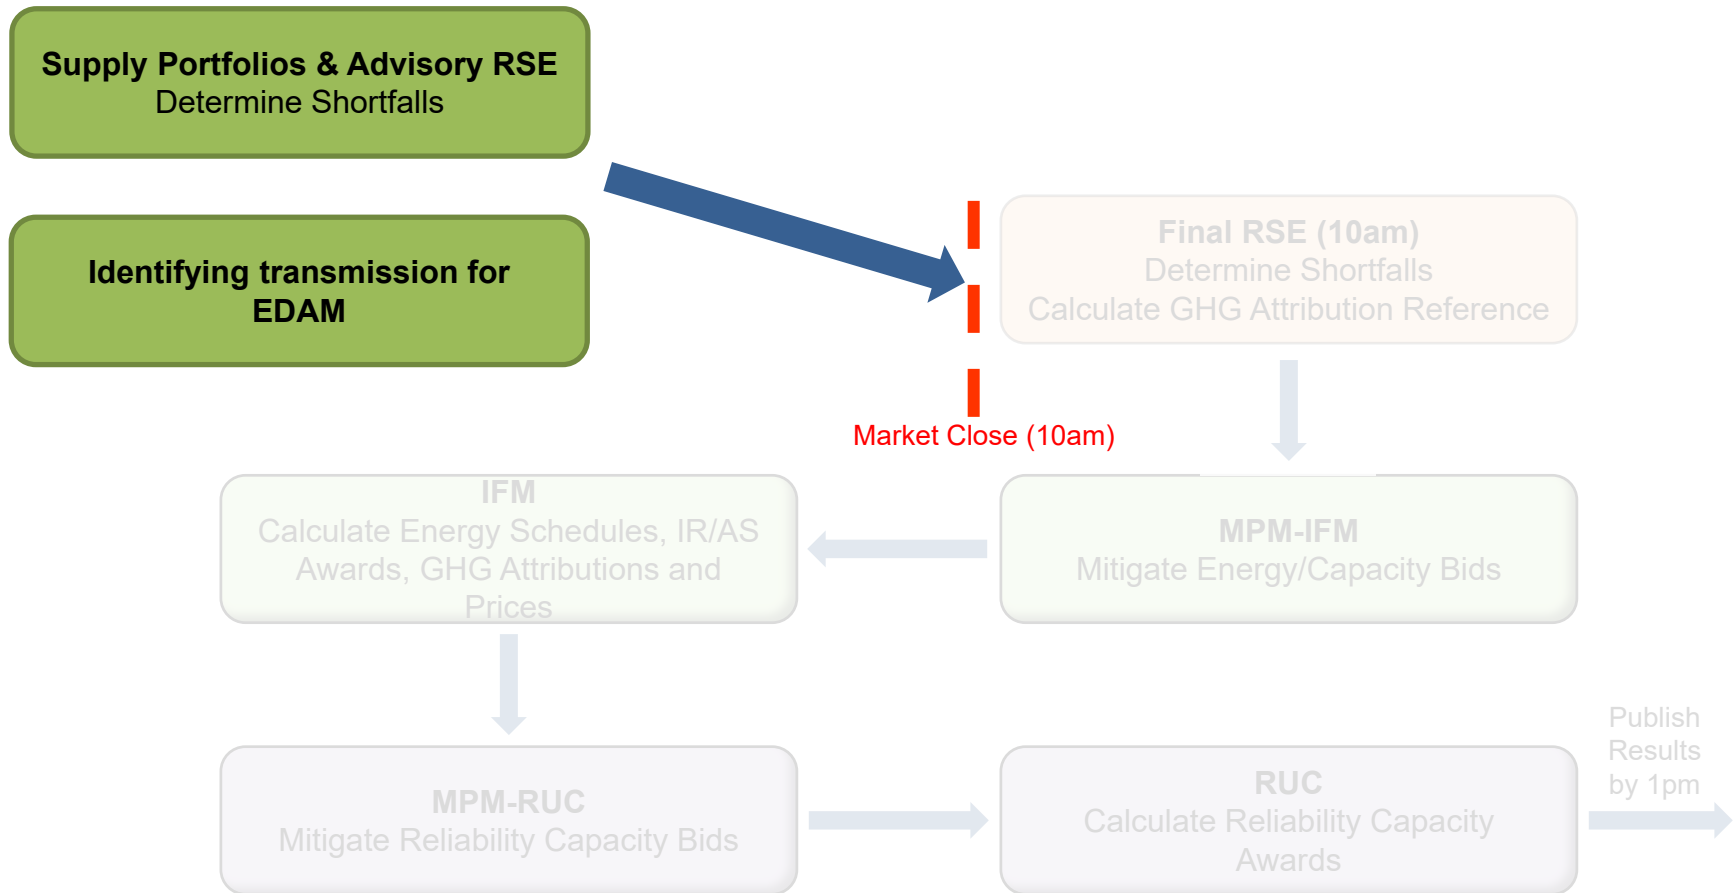 Supply Portfolios & Advisory RSE
Determine Shortfalls
Identifying transmission for
EDAM
Final RSE (10am)
Determine Shortfalls
Calculate GHG Attribution Reference
Market Close (10am)
IFM
Calculate Energy Schedules, IR/AS
Awards, GHG Attributions and
Prices
MPM-IFM
Mitigate Energy/Capacity Bids
MPM-RUC
Mitigate Reliability Capacity Bids
RUC
Calculate Reliability Capacity
Awards
Publish
Results
by 1pm